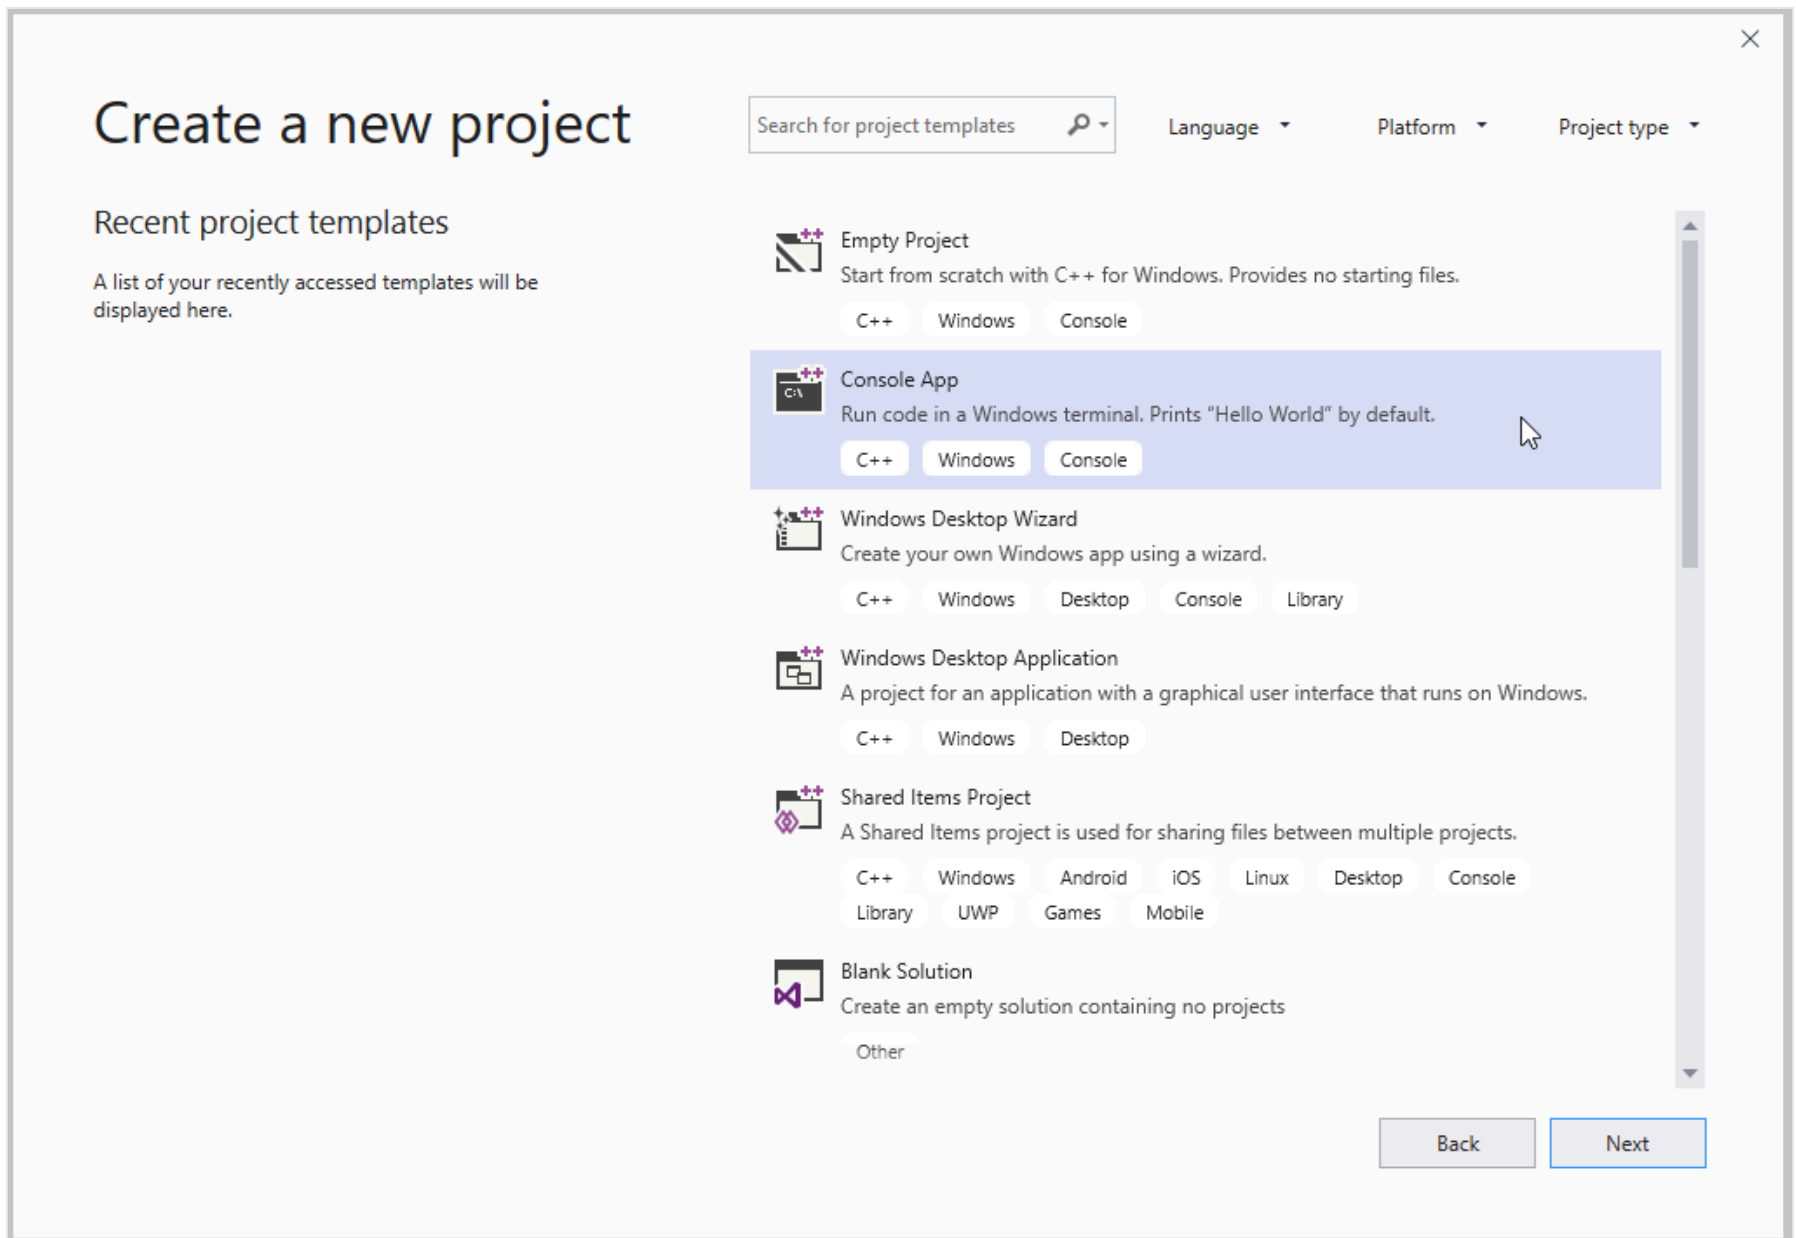 Create a new project
Search for project templates
Language
Platform
Project type
Recent project templates
A list of your recently accessed templates will be
displayed here.
Empty Project
Start from scratch with C++ for Windows. Provides no starting files.
C++ Windows Console
C:\
Console App
Run code in a Windows terminal. Prints "Hello World" by default.
C++ Windows Console
Windows Desktop Wizard
Create your own Windows app using a wizard.
C++ Windows Desktop Console Library
Windows Desktop Application
A project for an application with a graphical user interface that runs on Windows.
C++ Windows Desktop
Shared Items Project
A Shared Items project is used for sharing files between multiple projects.
C++ Windows Android iOS Linux Desktop Console
Library UWP Games Mobile
Blank Solution
Create an empty solution containing no projects
Other
Back
Next